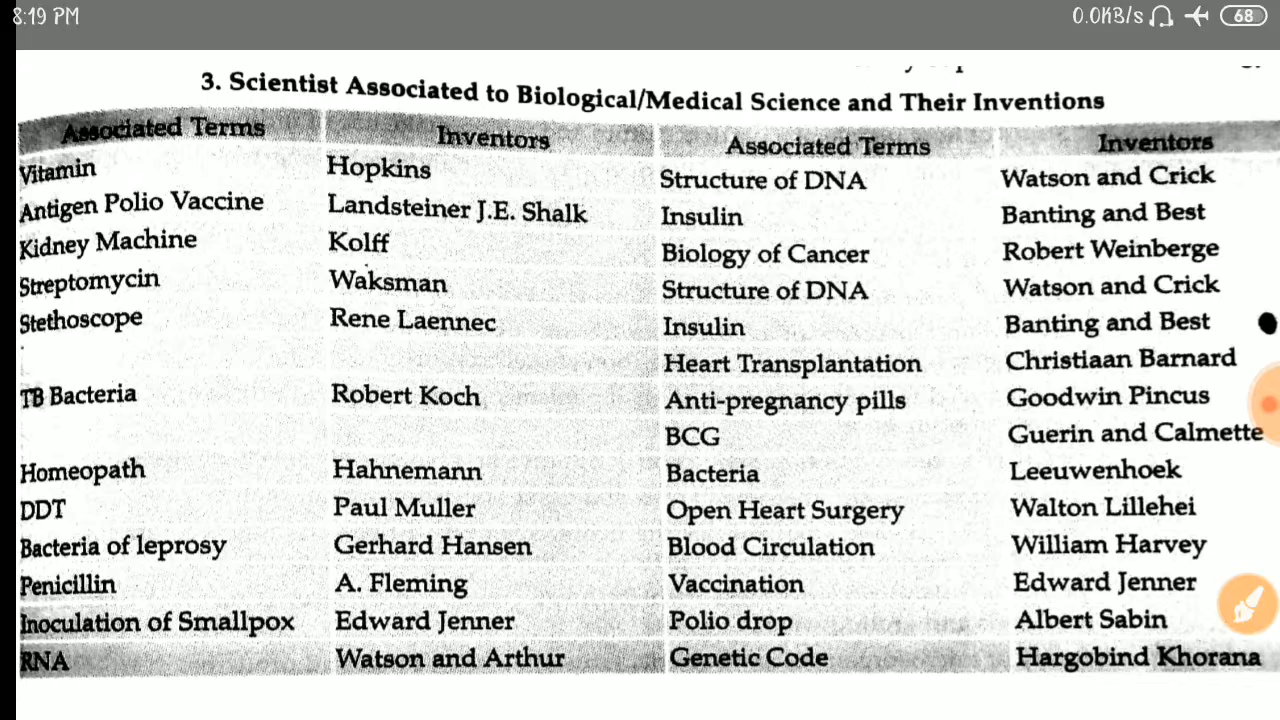 8:19 PM 0.0KB/s 68
3. Scientist Associated to Biological/Medical Science and Their Inventions
Associated Terms Inventors Associated Terms Inventors
Vitamin Hopkins Structure of DNA Watson and Crick
Antigen Polio Vaccine Landsteiner J.E. Shalk Insulin Banting and Best
Kidney Machine Kolff Biology of Cancer Robert Weinberge
Streptomycin Waksman Structure of DNA Watson and Crick
Stethoscope Rene Laennec Insulin Banting and Best
Heart Transplantation Christiaan Barnard
TB Bacteria Robert Koch Anti-pregnancy pills Goodwin Pincus
BCG Guerin and Calmette
Homeopath Hahnemann Bacteria Leeuwenhoek
DDT Paul Muller Open Heart Surgery Walton Lillehei
Bacteria of leprosy Gerhard Hansen Blood Circulation William Harvey
Penicillin A. Fleming Vaccination Edward Jenner
Inoculation of Smallpox Edward Jenner Polio drop Albert Sabin
RNA Watson and Arthur Genetic Code Hargobind Khorana